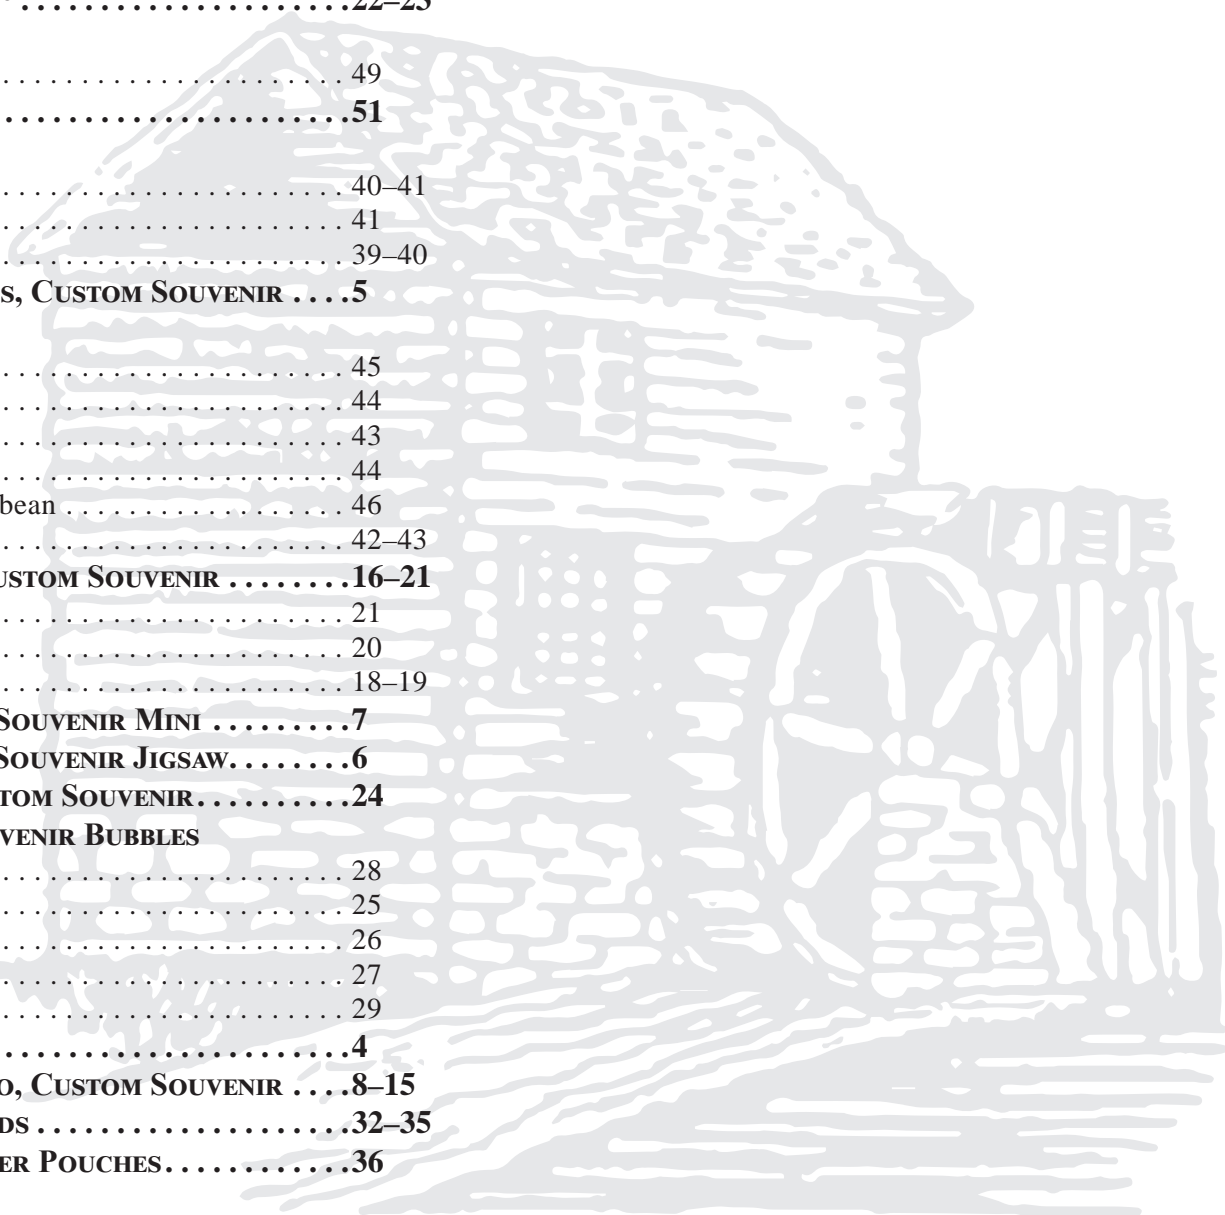 . . . . . . . . . . . . . . . . . . . . . .22–23
. . . . . . . . . . . . . . . . . . . . . . . 49
. . . . . . . . . . . . . . . . . . . . . . .51
. . . . . . . . . . . . . . . . . . . . . . . 40–41
. . . . . . . . . . . . . . . . . . . . . . . 41
. . . . . . . . . . . . . . . . . . . . . . . 39–40
s, Custom Souvenir . . . .5
. . . . . . . . . . . . . . . . . . . . . . . 45
. . . . . . . . . . . . . . . . . . . . . . . 44
. . . . . . . . . . . . . . . . . . . . . . . 43
. . . . . . . . . . . . . . . . . . . . . . . 44
bean . . . . . . . . . . . . . . . . . . . 46
. . . . . . . . . . . . . . . . . . . . . . . 42–43
ustom Souvenir . . . . . . . .16–21
. . . . . . . . . . . . . . . . . . . . . . . 21
. . . . . . . . . . . . . . . . . . . . . . . 20
. . . . . . . . . . . . . . . . . . . . . . . 18–19
Souvenir Mini . . . . . . . . .7
Souvenir Jigsaw. . . . . . . .6
tom Souvenir. . . . . . . . . .24
venir Bubbles
. . . . . . . . . . . . . . . . . . . . . . . 28
. . . . . . . . . . . . . . . . . . . . . . . 25
. . . . . . . . . . . . . . . . . . . . . . . 26
. . . . . . . . . . . . . . . . . . . . . . . 27
. . . . . . . . . . . . . . . . . . . . . . . 29
. . . . . . . . . . . . . . . . . . . . . . .4
o, Custom Souvenir . . . .8–15
ds . . . . . . . . . . . . . . . . . . . .32–35
er Pouches. . . . . . . . . . . .36